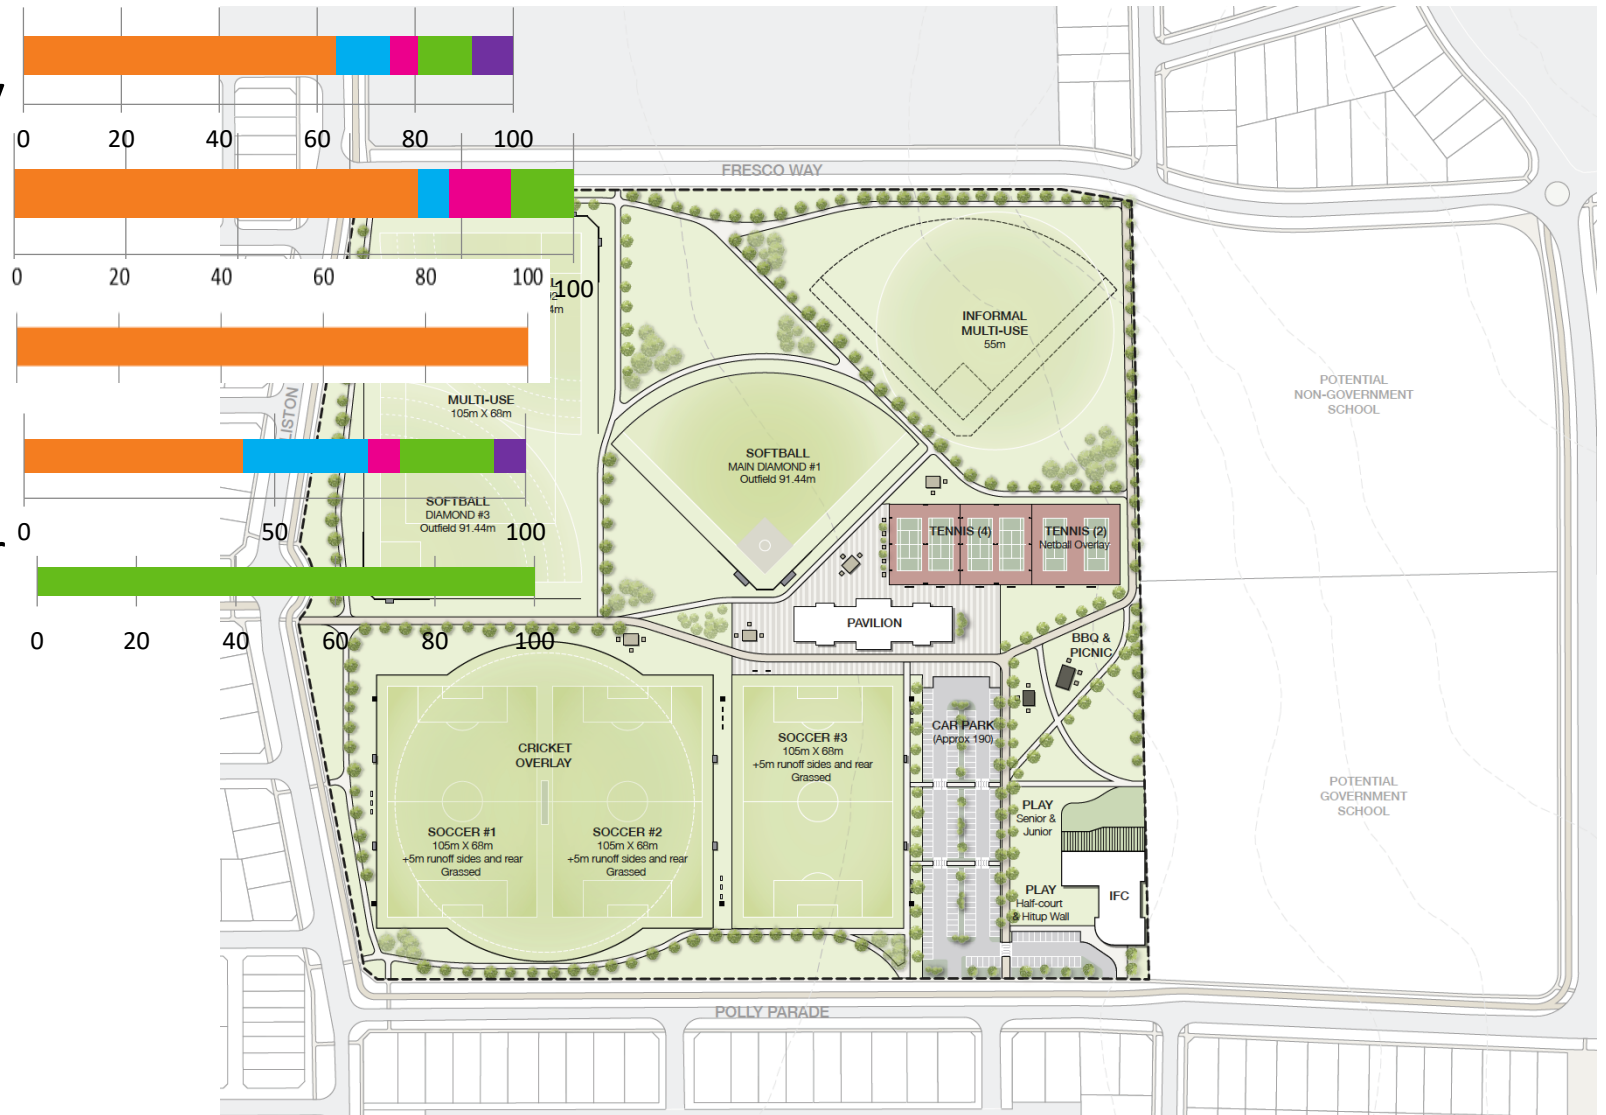 0 20 40 60 80 100
FRESCO WAY
0 20 40 60 80 100
100
4m
INFORMAL
MULTI-USE
55m
POTENTIAL
NON-GOVERNMENT
SCHOOL
LISTON
MULTI-USE
105m X 68m
SOFTBALL
MAIN DIAMOND #1
Outfield 91.44m
SOFTBALL
DIAMOND #3
Outfield 91.44m
0 50 100
TENNIS (4)
TENNIS (2)
Netball Overlay
0 20 40 60 80 100
PAVILION
BBQ &
PICNIC
CAR PARK
(Approx 190)
SOCCER #3
105m X 68m
+5m runoff sides and rear
Grassed
CRICKET
OVERLAY
SOCCER #1
105m X 68m
+5m runoff sides and rear
Grassed
SOCCER #2
105m X 68m
+5m runoff sides and rear
Grassed
PLAY
Senior &
Junior
PLAY
Half-court
& Hitup Wall
IFC
POTENTIAL
GOVERNMENT
SCHOOL
POLLY PARADE